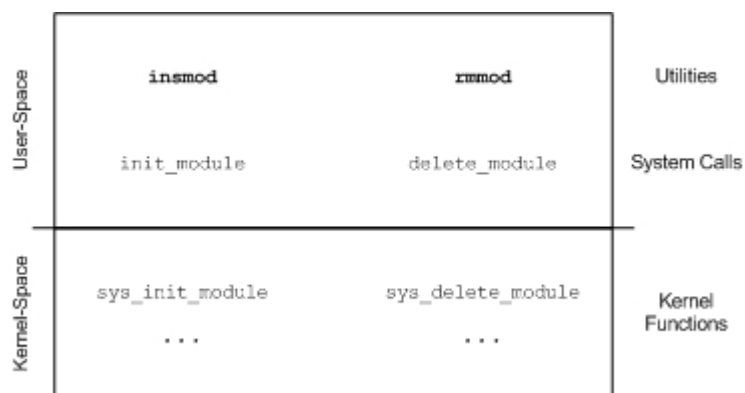 User-Space
insmod
rmmod
Utilities
init_module
delete_module
System Calls
Kernel-Space
sys_init_module
sys_delete_module
Kernel
Functions
...
...